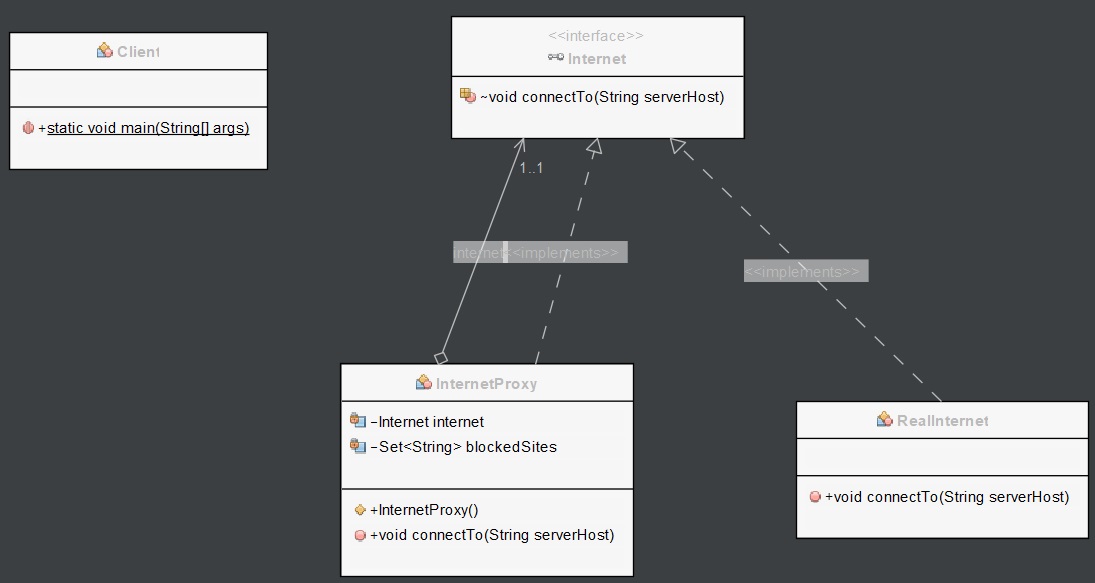 Client
+static void main(String[] args)
<<interface>>
Internet
~void connectTo(String serverHost)
1..1
internet
<<implements>>
<<implements>>
InternetProxy
−Internet internet
−Set<String> blockedSites
+InternetProxy()
+void connectTo(String serverHost)
RealInternet
+void connectTo(String serverHost)